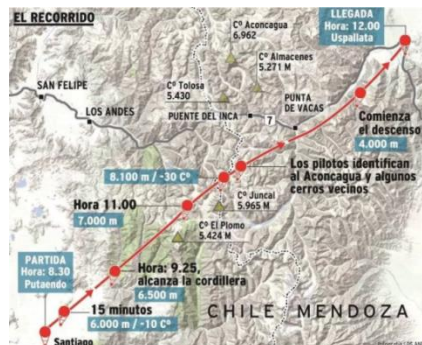 EL RECORRIDO
LLEGADA
Hora: 12.00
Uspallata
Cº Aconcagua
6.962
Cº Almacenes
5.271 M
Cº Tolosa
5.430
SAN FELIPE
LOS ANDES
PUENTE DEL INCA
7
PUNTA
DE VACAS
Comienza
el descenso
4.000 m
8.100 m / -30 Cº
Los pilotos identifican
al Aconcagua y algunos
cerros vecinos
Hora 11.00
7.000 m
Cº Juncal
5.965 M
Cº El Plomo
5.424 M
PARTIDA
Hora: 8.30
Putaendo
Hora: 9.25,
alcanza la cordillera
6.500 m
15 minutos
6.000 m / -10 Cº
CHILE
MENDOZA
Santiago